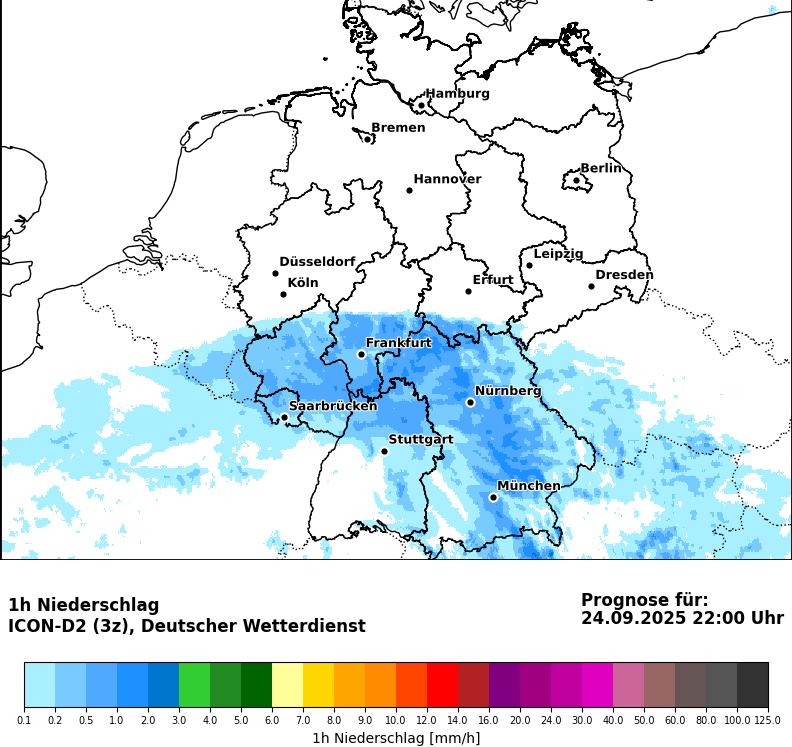 Hamburg
Bremen
Berlin
Hannover
Leipzig
Düsseldorf
Dresden
Köln
Erfurt
Frankfurt
Nürnberg
Saarbrücken
Stuttgart
München
1h Niederschlag
ICON-D2 (3z), Deutscher Wetterdienst
Prognose für:
24.09.2025 22:00 Uhr
0.1 0.2 0.5 1.0 2.0 3.0 4.0 5.0 6.0 7.0 8.0 9.0 10.0 12.0 14.0 16.0 20.0 24.0 30.0 40.0 50.0 60.0 80.0 100.0 125.0
1h Niederschlag [mm/h]